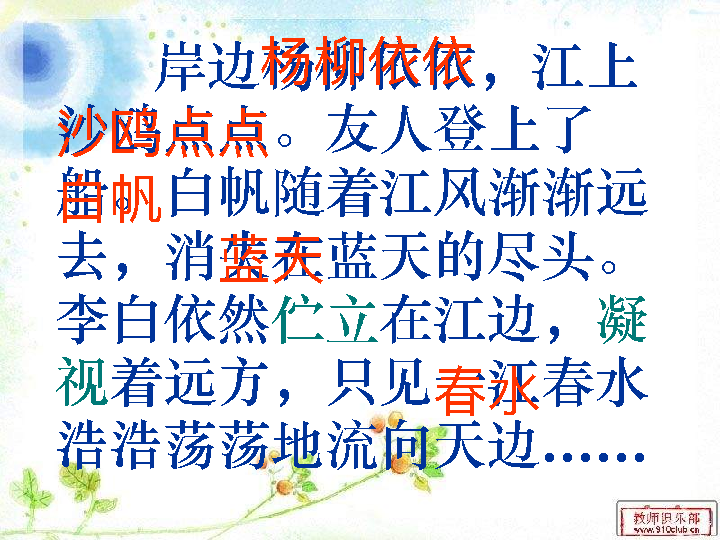 岸边杨柳依依，江上
沙鸥点点。友人登上了
船。白帆随着江风渐渐远
去，消失在蓝天的尽头。
李白依然伫立在江边，凝
视着远方，只见一江春水
浩浩荡荡地流向天边……
杨柳依依
沙鸥点点
白帆
蓝天
春水
教师俱乐部
www.910club.cn